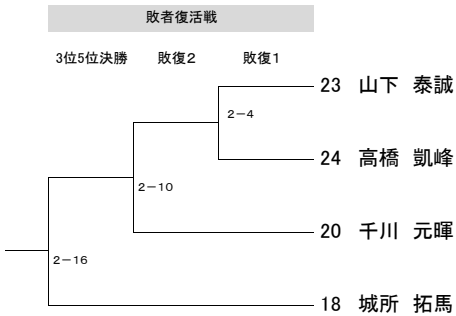 敗者復活戦
3位5位決勝 敗復2 敗復1
23 山下 泰誠
2－4
24 高橋 凱峰
2－10
20 千川 元暉
2－16
18 城所 拓馬